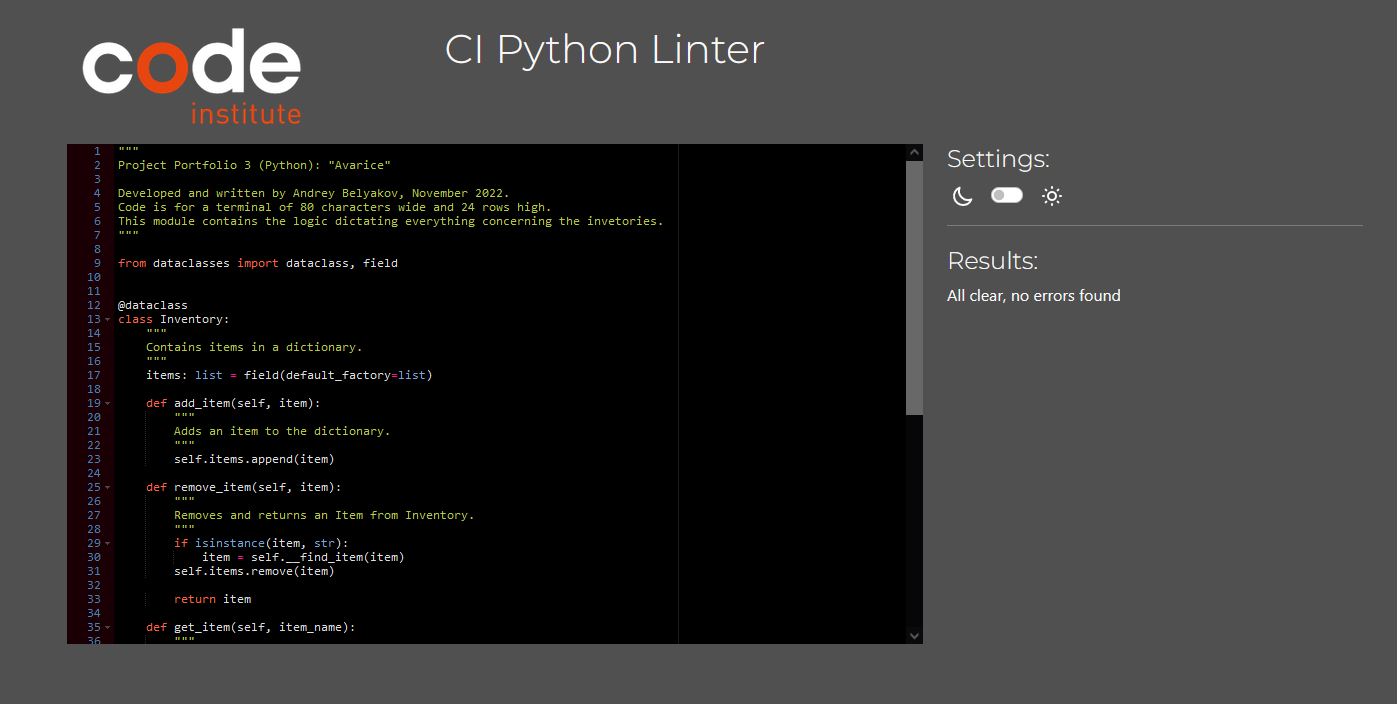 code
institute
CI Python Linter
1 """
2 Project Portfolio 3 (Python): "Avarice"
3
4 Developed and written by Andrey Belyakov, November 2022.
5 Code is for a terminal of 80 characters wide and 24 rows high.
6 This module contains the logic dictating everything concerning the invetories.
7 """
8
9 from dataclasses import dataclass, field
10
11
12 @dataclass
13 class Inventory:
14     """
15     Contains items in a dictionary.
16     """
17     items: list = field(default_factory=list)
18
19     def add_item(self, item):
20         """
21         Adds an item to the dictionary.
22         """
23         self.items.append(item)
24
25     def remove_item(self, item):
26         """
27         Removes and returns an Item from Inventory.
28         """
29         if isinstance(item, str):
30             item = self.__find_item(item)
31         self.items.remove(item)
32
33         return item
34
35     def get_item(self, item_name):
36         """
Settings:
Results:
All clear, no errors found